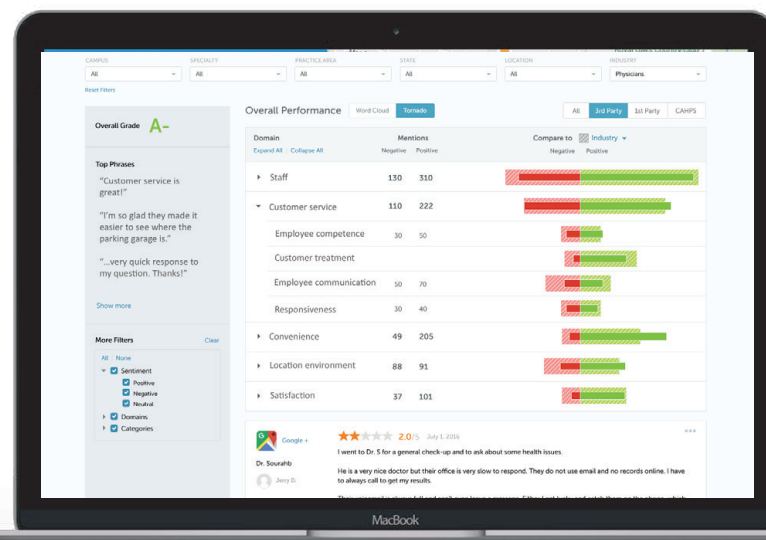 CAMPUS SPECIALTY PRACTICE AREA STATE LOCATION INDUSTRY
All All All All All Physicians
Reset Filters
Overall Grade A-
Top Phrases
"Customer service is
great!"
"I'm so glad they made it
easier to see where the
parking garage is."
"...very quick response to
my question. Thanks!"
Show more
More Filters Clear
All None
Sentiment
Positive
Negative
Neutral
Domains
Categories
Overall Performance Word Cloud Tornado All 3rd Party 1st Party CAHPS
Domain Mentions Compare to Industry
Expand All Collapse All Negative Positive Negative Positive
Staff 130 310
Customer service 110 222
Employee competence 30 50
Customer treatment
Employee communication 50 70
Responsiveness 30 40
Convenience 49 205
Location environment 88 91
Satisfaction 37 101
Google +
Dr. Sourahb
Jerry D.
2.0/5 July 1, 2016
I went to Dr. S for a general check-up and to ask about some health issues.
He is a very nice doctor but their office is very slow to respond. They do not use email and no records online. I have
to always call to get my results.
MacBook